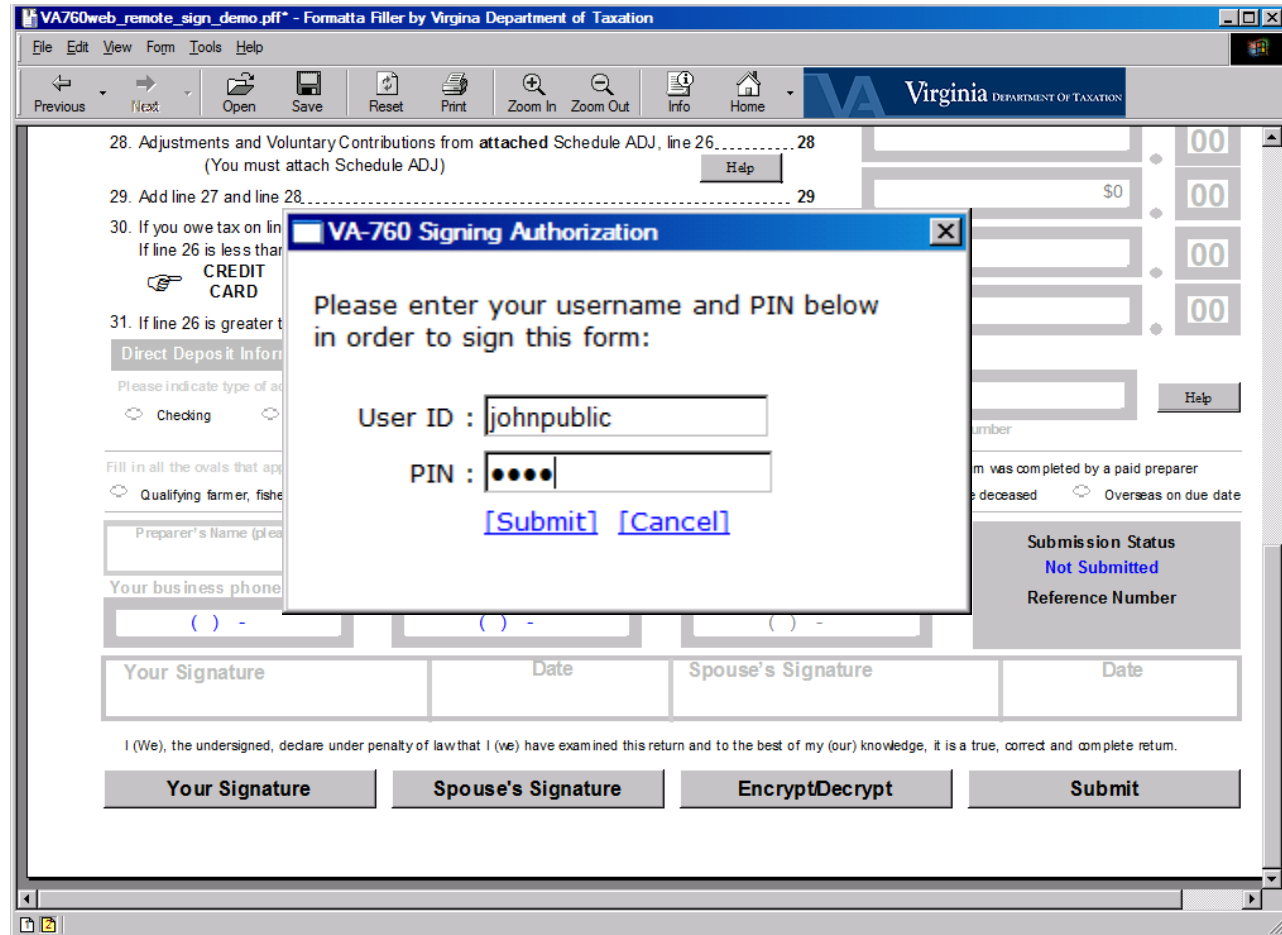 VA760web_remote_sign_demo.pff* - Formatta Filler by Virgina Department of Taxation
File Edit View Form Tools Help
Previous Next Open Save Reset Print Zoom In Zoom Out Info Home
VA Virginia DEPARTMENT OF TAXATION
28. Adjustments and Voluntary Contributions from attached Schedule ADJ, line 26 28 00
(You must attach Schedule ADJ) Help
29. Add line 27 and line 28 29 $0 00
30. If you owe tax on
If line 26 is less 00
CREDIT
CARD
31. If line 26 is greater 00
VA-760 Signing Authorization
Please enter your username and PIN below
in order to sign this form:
User ID : johnpublic
PIN : ●●●●
[Submit] [Cancel]
Direct Deposit
Please indicate type of
Checking Help
Fill in all the ovals that was completed by a paid preparer
Qualifying farmer, deceased Overseas on due date
Preparer's Name
Submission Status
Not Submitted
Reference Number
Your business phone
( ) - ( ) - ( ) -
Your Signature Date Spouse's Signature Date
I (We), the undersigned, declare under penalty of law that I (we) have examined this return and to the best of my (our) knowledge, it is a true, correct and complete return.
Your Signature Spouse's Signature Encrypt/Decrypt Submit
1 2